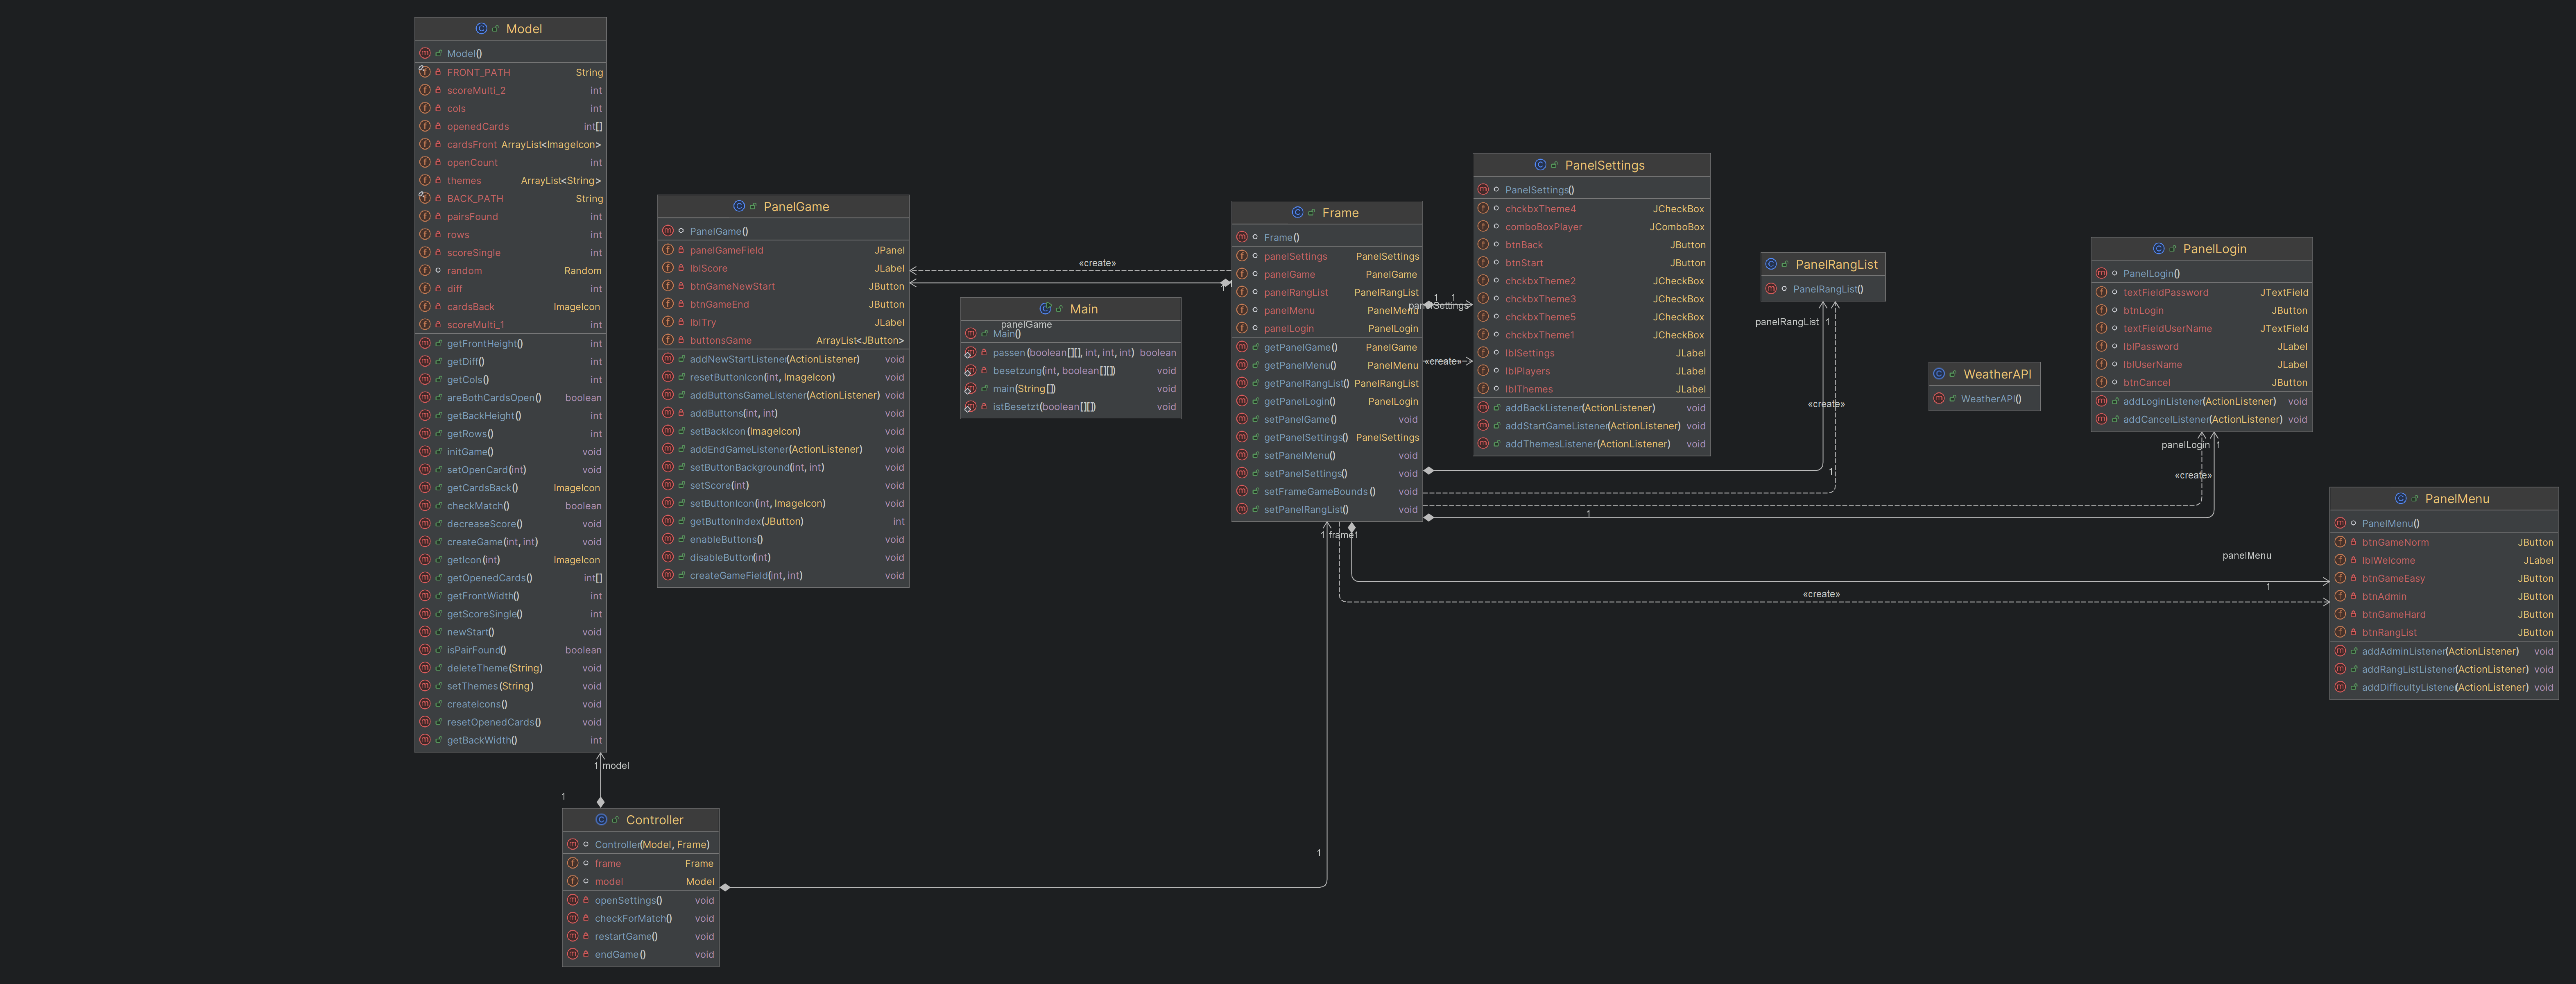 Model
Model()
FRONT_PATH String
scoreMulti_2 int
cols int
openedCards int[]
cardsFront ArrayList<ImageIcon>
openCount int
themes ArrayList<String>
BACK_PATH String
pairsFound int
rows int
scoreSingle int
random Random
diff int
cardsBack ImageIcon
scoreMulti_1 int
getFrontHeight() int
getDiff() int
getCols() int
areBothCardsOpen() boolean
getBackHeight() int
getRows() int
initGame() void
setOpenCard(int) void
getCardsBack() ImageIcon
checkMatch() boolean
decreaseScore() void
createGame(int, int) void
getIcon(int) ImageIcon
getOpenedCards() int[]
getFrontWidth() int
getScoreSingle() int
newStart() void
isPairFound() boolean
deleteTheme(String) void
setThemes(String) void
createIcons() void
resetOpenedCards() void
getBackWidth() int
1 model
1
Controller
Controller(Model, Frame)
frame Frame
model Model
openSettings() void
checkForMatch() void
restartGame() void
endGame() void
PanelGame
PanelGame()
panelGameField JPanel
lblScore JLabel
btnGameNewStart JButton
btnGameEnd JButton
lblTry JLabel
buttonsGame ArrayList<JButton>
addNewStartListener(ActionListener) void
resetButtonIcon(int, ImageIcon) void
addButtonsGameListener(ActionListener) void
addButtons(int, int) void
setBackIcon(ImageIcon) void
addEndGameListener(ActionListener) void
setButtonBackground(int, int) void
setScore(int) void
setButtonIcon(int, ImageIcon) void
getButtonIndex(JButton) int
enableButtons() void
disableButton(int) void
createGameField(int, int) void
«create»
1
Main
panelGame
Main()
passen(boolean[][], int, int, int) boolean
besetzung(int, boolean[][]) void
main(String[]) void
istBesetzt(boolean[][]) void
Frame
Frame()
panelSettings PanelSettings
panelGame PanelGame
panelRangList PanelRangList
panelMenu PanelMenu
panelLogin PanelLogin
getPanelGame() PanelGame
getPanelMenu() PanelMenu
getPanelRangList() PanelRangList
getPanelLogin() PanelLogin
setPanelGame() void
getPanelSettings() PanelSettings
setPanelMenu() void
setPanelSettings() void
setFrameGameBounds() void
setPanelRangList() void
1 frame 1
1
1 1
panelSettings
«create»
PanelSettings
PanelSettings()
chckbxTheme4 JCheckBox
comboBoxPlayer JComboBox
btnBack JButton
btnStart JButton
chckbxTheme2 JCheckBox
chckbxTheme3 JCheckBox
chckbxTheme5 JCheckBox
chckbxTheme1 JCheckBox
lblSettings JLabel
lblPlayers JLabel
lblThemes JLabel
addBackListener(ActionListener) void
addStartGameListener(ActionListener) void
addThemesListener(ActionListener) void
PanelRangList
PanelRangList()
panelRangList 1
«create»
1
1
WeatherAPI
WeatherAPI()
PanelLogin
PanelLogin()
textFieldPassword JTextField
btnLogin JButton
textFieldUserName JTextField
lblPassword JLabel
lblUserName JLabel
btnCancel JButton
addLoginListener(ActionListener) void
addCancelListener(ActionListener) void
panelLogin 1
«create»
panelMenu
1
«create»
PanelMenu
PanelMenu()
btnGameNorm JButton
lblWelcome JLabel
btnGameEasy JButton
btnAdmin JButton
btnGameHard JButton
btnRangList JButton
addAdminListener(ActionListener) void
addRangListListener(ActionListener) void
addDifficultyListener(ActionListener) void